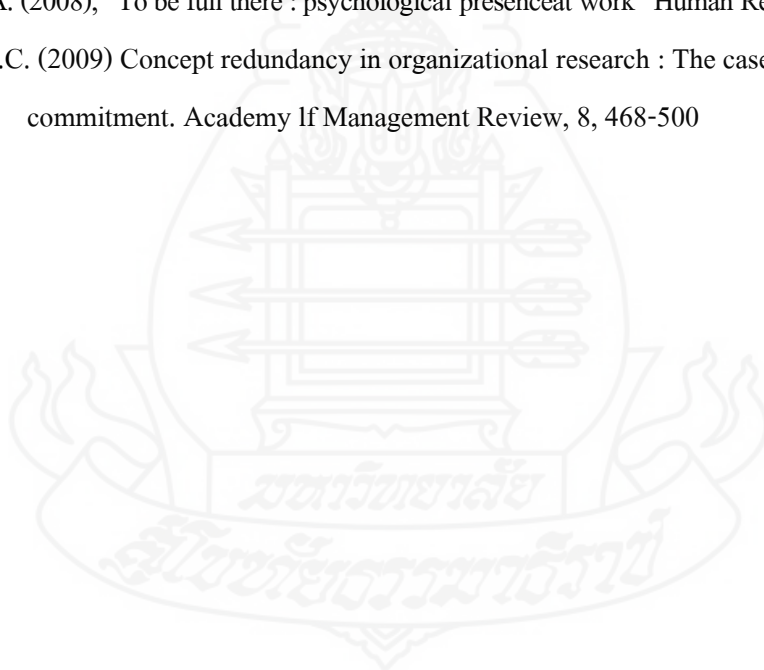 A. (2008), “To be full there : psychological presenceat work” Human Re
.C. (2009) Concept redundancy in organizational research : The case
commitment. Academy lf Management Review, 8, 468-500
มหาวิทยาลัย
สุโขทัยธรรมาธิราช